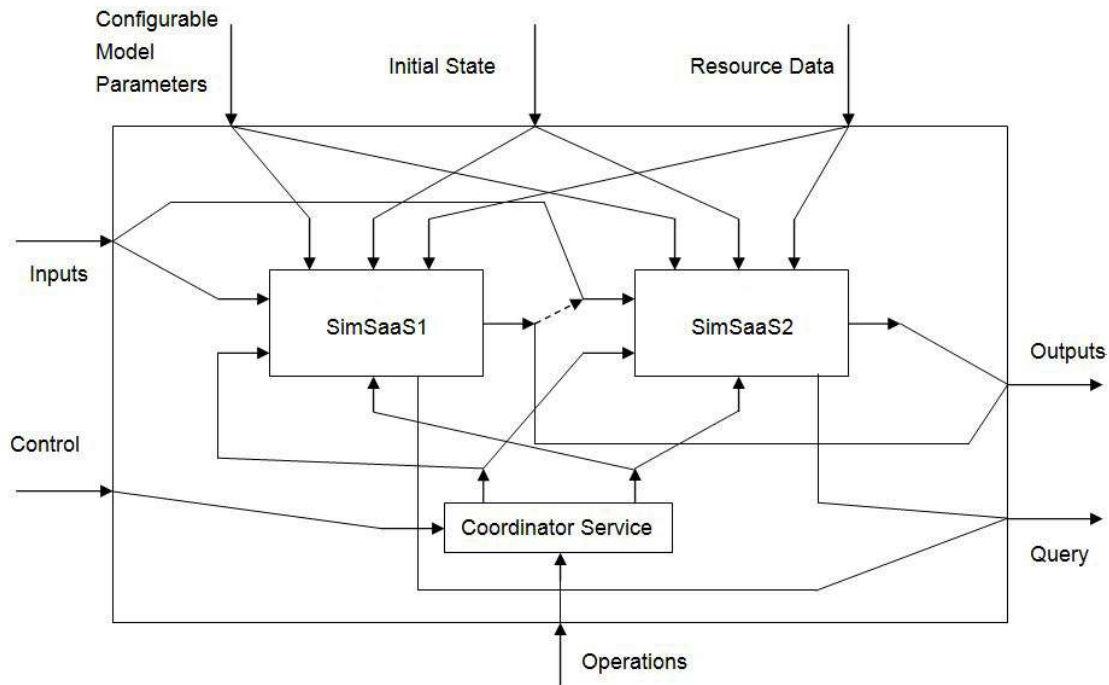 Configurable
Model
Parameters
Initial State
Resource Data
Inputs
SimSaaS1
SimSaaS2
Outputs
Control
Coordinator Service
Query
Operations